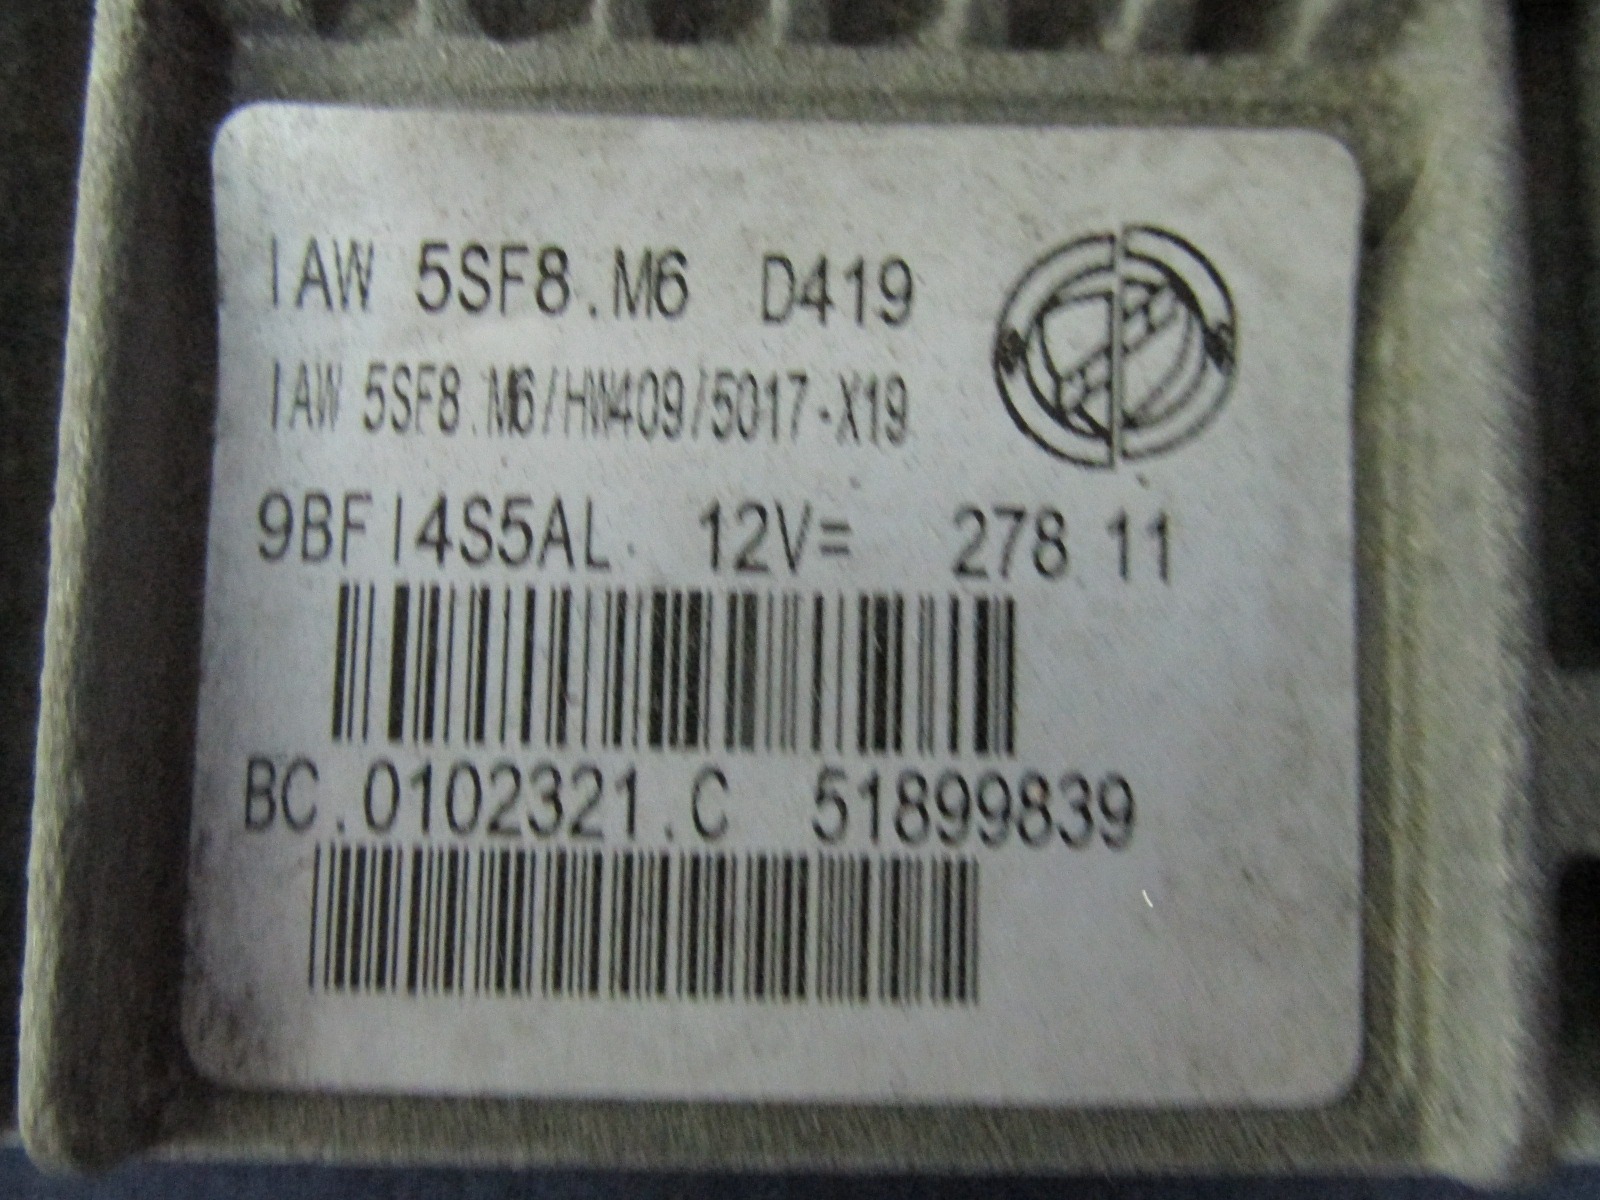 IAW 5SF8.M6 D419
IAW 5SF8.M6/HW409/5017-X19
9BFI4S5AL 12V= 278 11
BC.0102321.C 51899839